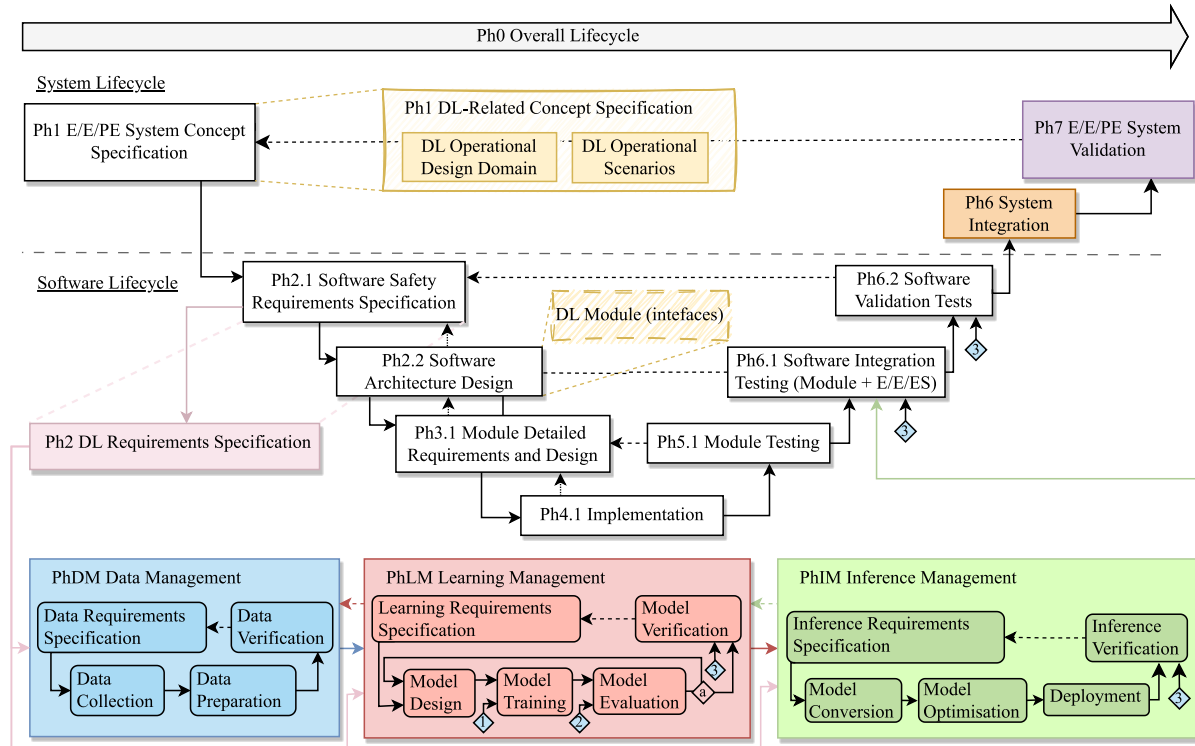 Ph0 Overall Lifecycle
System Lifecycle
Ph1 E/E/PE System Concept
Specification
Ph1 DL-Related Concept Specification
DL Operational
Design Domain
DL Operational
Scenarios
Ph7 E/E/PE System
Validation
Ph6 System
Integration
Software Lifecycle
Ph2.1 Software Safety
Requirements Specification
Ph6.2 Software
Validation Tests
DL Module (intefaces)
3
Ph2.2 Software
Architecture Design
Ph6.1 Software Integration
Testing (Module + E/E/ES)
3
Ph2 DL Requirements Specification
Ph3.1 Module Detailed
Requirements and Design
Ph5.1 Module Testing
Ph4.1 Implementation
PhDM Data Management
Data Requirements
Specification
Data
Verification
Data
Collection
Data
Preparation
PhLM Learning Management
Learning Requirements
Specification
Model
Verification
3
Model
Design
Model
Training
Model
Evaluation
a
1
2
PhIM Inference Management
Inference Requirements
Specification
Inference
Verification
Model
Conversion
Model
Optimisation
Deployment
3